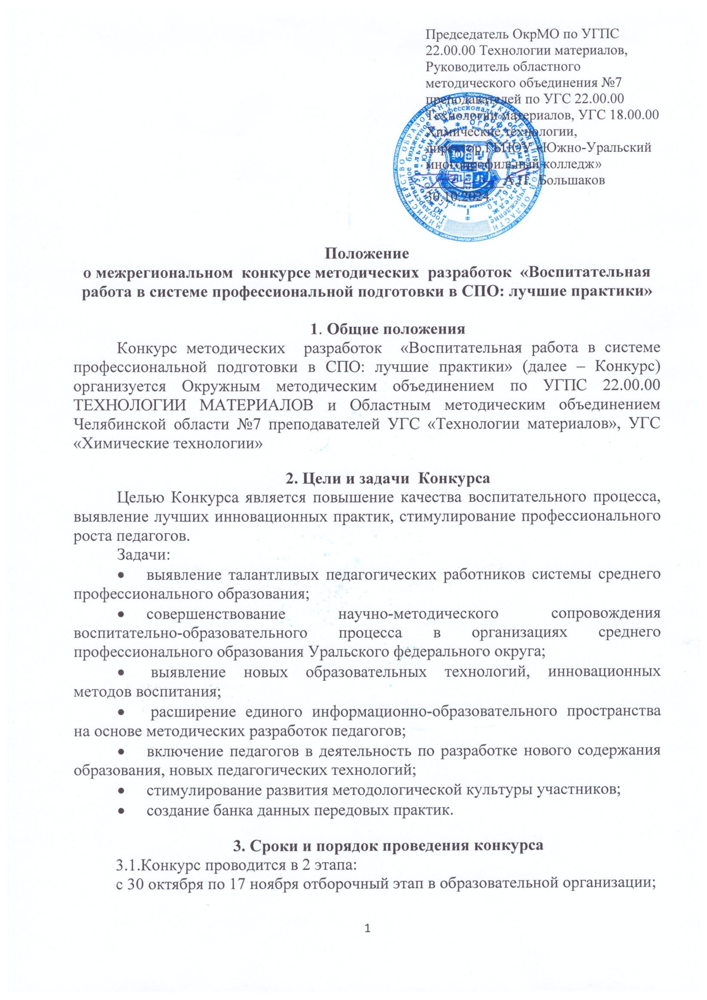 Председатель ОкрМО по УГПС
22.00.00 Технологии материалов,
Руководитель областного
методического объединения №7
преподавателей по УГС 22.00.00
Технологии материалов, УГС 18.00.00
Химические технологии,
директор ГБПОУ «Южно-Уральский
многопрофильный колледж»
А.П. Большаков
30.10.2024
Положение
о межрегиональном конкурсе методических разработок «Воспитательная
работа в системе профессиональной подготовки в СПО: лучшие практики»
1. Общие положения
Конкурс методических разработок «Воспитательная работа в системе
профессиональной подготовки в СПО: лучшие практики» (далее – Конкурс)
организуется Окружным методическим объединением по УГПС 22.00.00
ТЕХНОЛОГИИ МАТЕРИАЛОВ и Областным методическим объединением
Челябинской области №7 преподавателей УГС «Технологии материалов», УГС
«Химические технологии»
2. Цели и задачи Конкурса
Целью Конкурса является повышение качества воспитательного процесса,
выявление лучших инновационных практик, стимулирование профессионального
роста педагогов.
Задачи:
• выявление талантливых педагогических работников системы среднего
профессионального образования;
• совершенствование научно-методического сопровождения
воспитательно-образовательного процесса в организациях среднего
профессионального образования Уральского федерального округа;
• выявление новых образовательных технологий, инновационных
методов воспитания;
• расширение единого информационно-образовательного пространства
на основе методических разработок педагогов;
• включение педагогов в деятельность по разработке нового содержания
образования, новых педагогических технологий;
• стимулирование развития методологической культуры участников;
• создание банка данных передовых практик.
3. Сроки и порядок проведения конкурса
3.1.Конкурс проводится в 2 этапа:
с 30 октября по 17 ноября отборочный этап в образовательной организации;
1